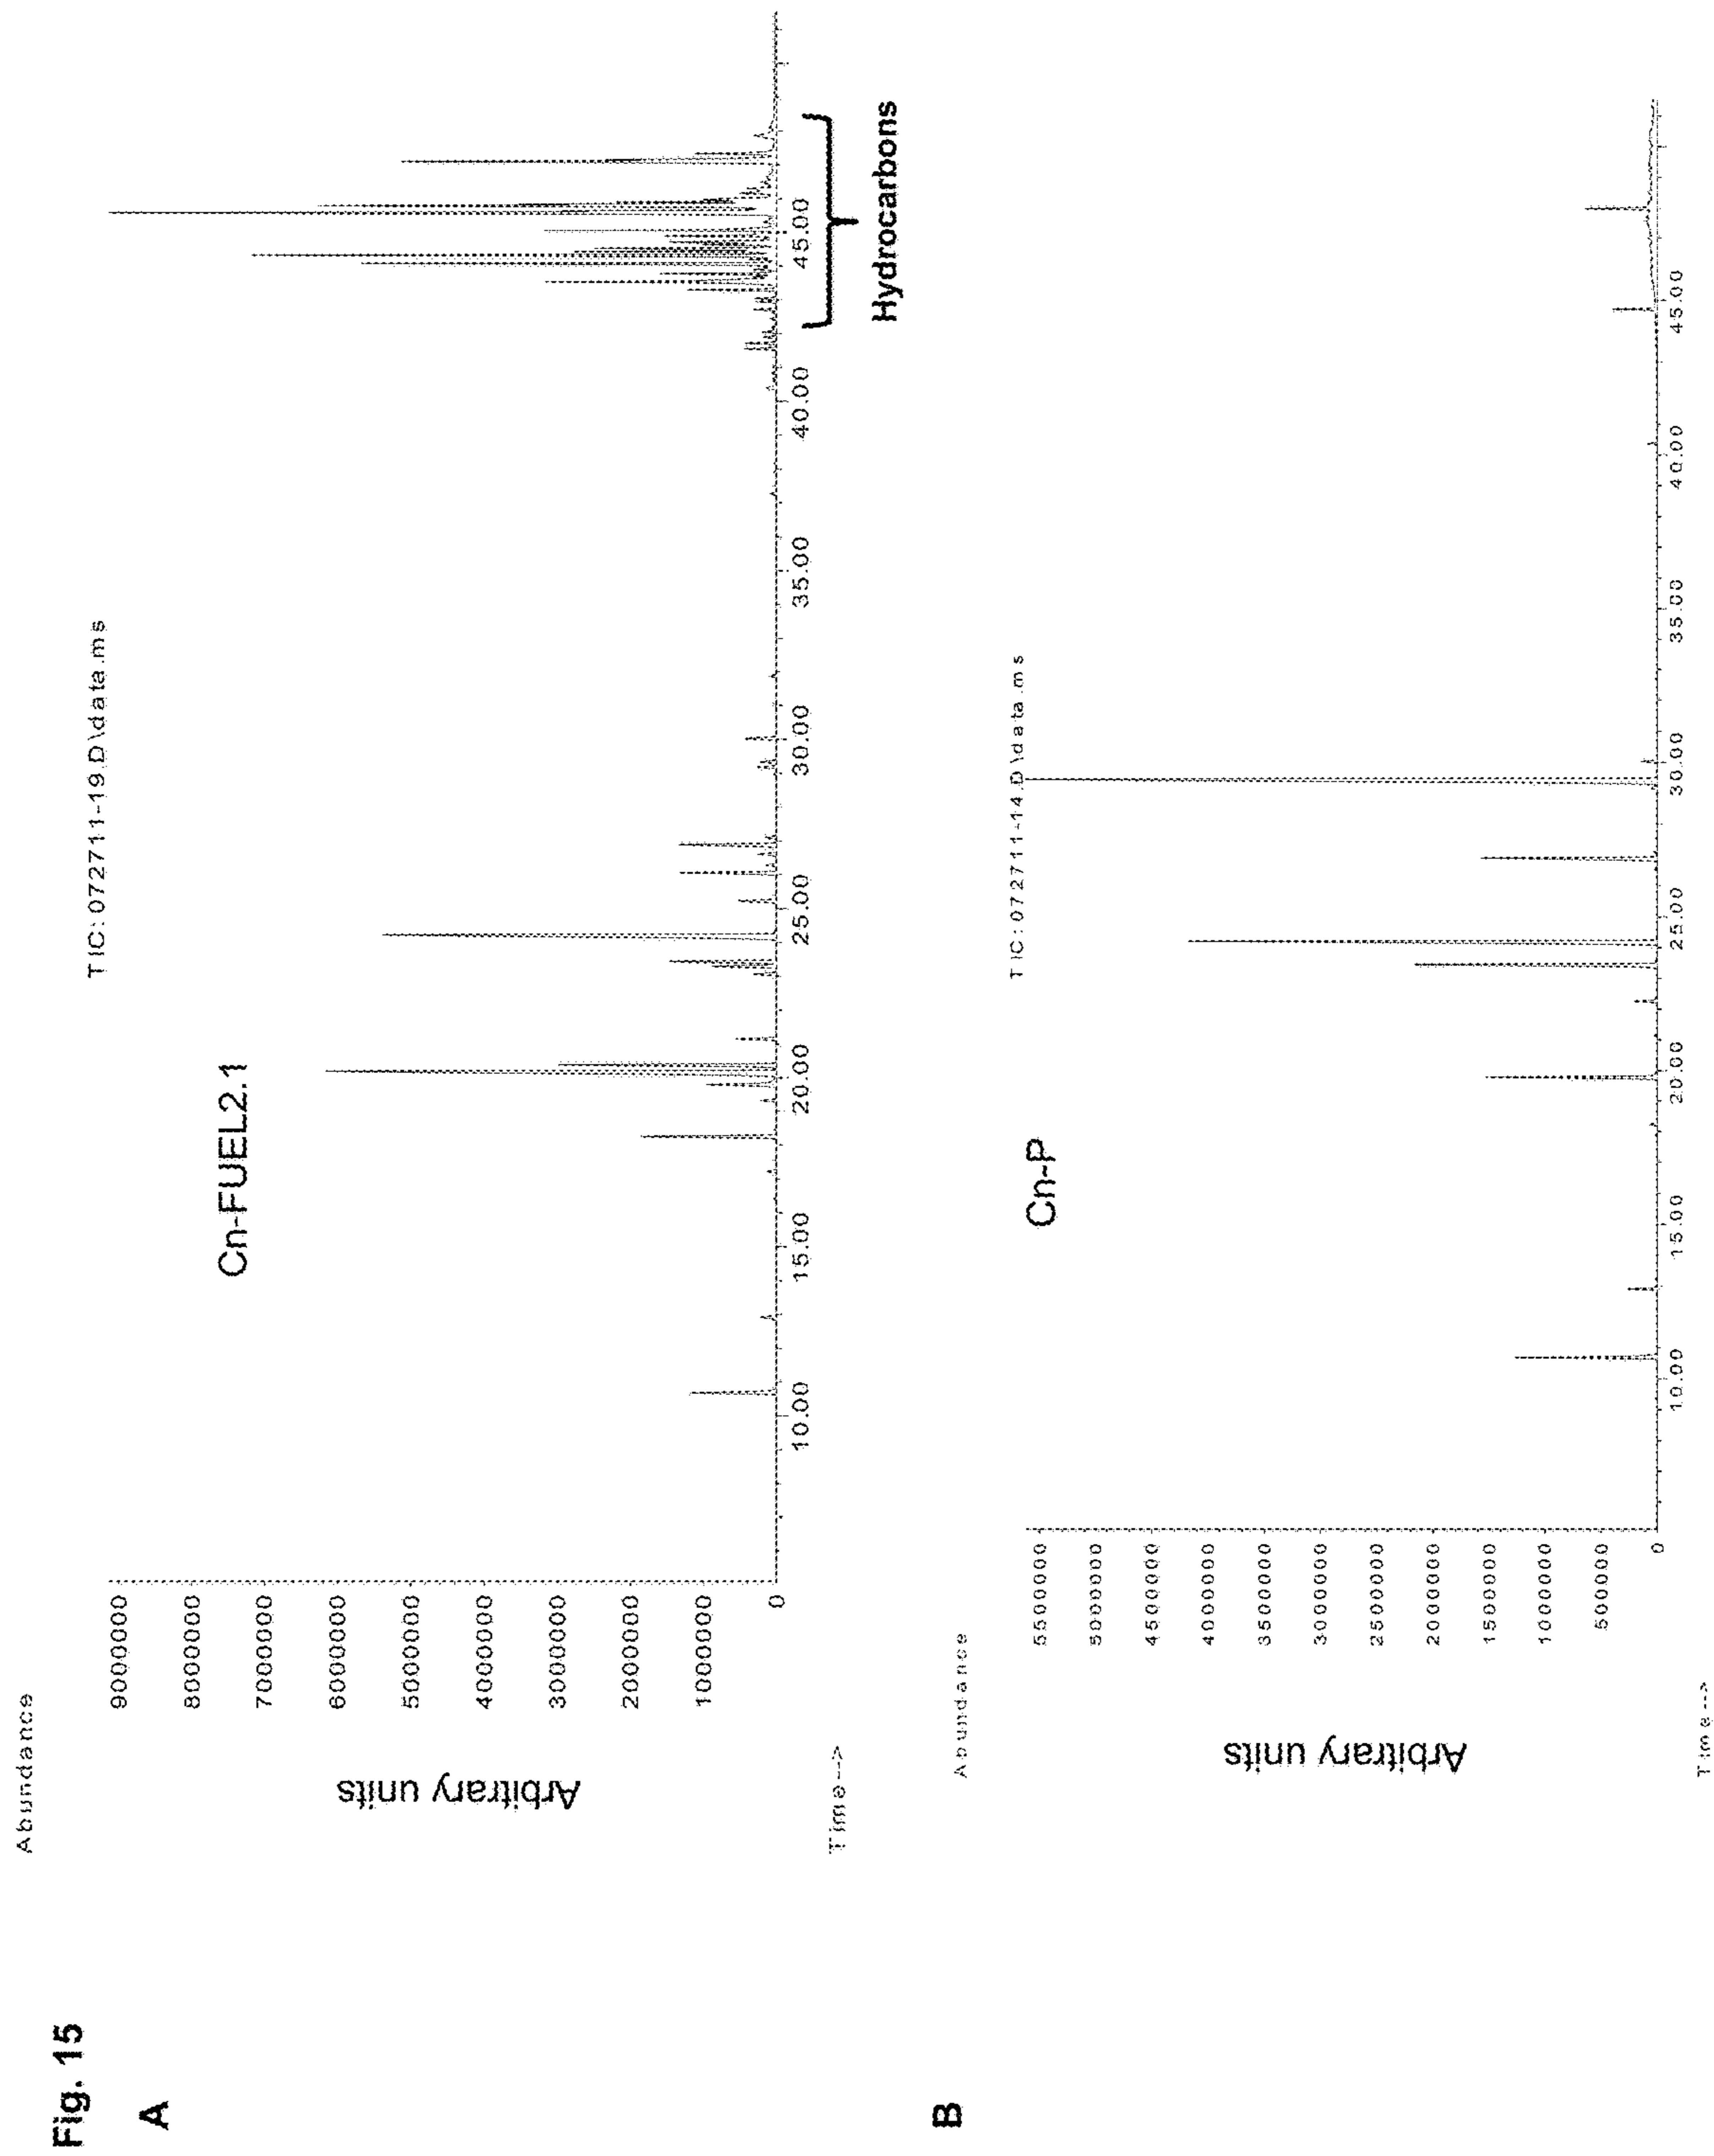 Fig. 15
A
Abundance
TIC: 072711-19.D\data.ms
Cn-FUEL2.1
Arbitrary units
9000000
8000000
7000000
6000000
5000000
4000000
3000000
2000000
1000000
0
10.00 15.00 20.00 25.00 30.00 35.00 40.00 45.00
Time-->
Hydrocarbons
B
Abundance
TIC: 072711-14.D\data.ms
Cn-P
Arbitrary units
5500000
5000000
4500000
4000000
3500000
3000000
2500000
2000000
1500000
1000000
500000
0
10.00 15.00 20.00 25.00 30.00 35.00 40.00 45.00
Time-->